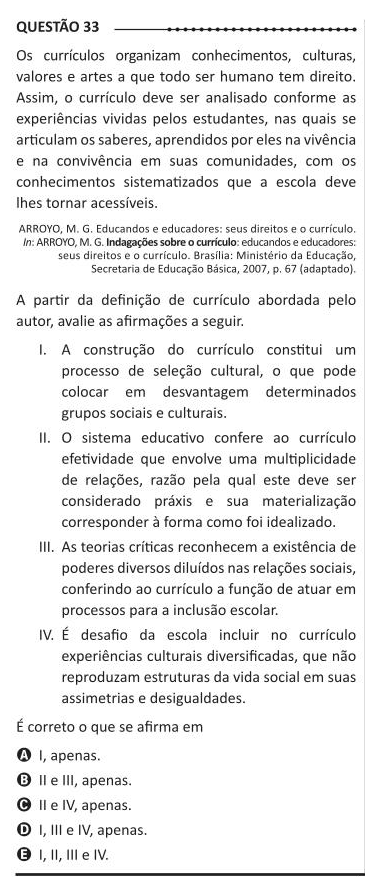 QUESTÃO 33
Os currículos organizam conhecimentos, culturas,
valores e artes a que todo ser humano tem direito.
Assim, o currículo deve ser analisado conforme as
experiências vividas pelos estudantes, nas quais se
articulam os saberes, aprendidos por eles na vivência
e na convivência em suas comunidades, com os
conhecimentos sistematizados que a escola deve
lhes tornar acessíveis.
ARROYO, M. G. Educandos e educadores: seus direitos e o currículo.
In: ARROYO, M. G. Indagações sobre o currículo: educandos e educadores:
seus direitos e o currículo. Brasília: Ministério da Educação,
Secretaria de Educação Básica, 2007, p. 67 (adaptado).
A partir da definição de currículo abordada pelo
autor, avalie as afirmações a seguir.
I. A construção do currículo constitui um
processo de seleção cultural, o que pode
colocar em desvantagem determinados
grupos sociais e culturais.
II. O sistema educativo confere ao currículo
efetividade que envolve uma multiplicidade
de relações, razão pela qual este deve ser
considerado práxis e sua materialização
corresponder à forma como foi idealizado.
III. As teorias críticas reconhecem a existência de
poderes diversos diluídos nas relações sociais,
conferindo ao currículo a função de atuar em
processos para a inclusão escolar.
IV. É desafio da escola incluir no currículo
experiências culturais diversificadas, que não
reproduzam estruturas da vida social em suas
assimetrias e desigualdades.
É correto o que se afirma em
A I, apenas.
B II e III, apenas.
C II e IV, apenas.
D I, III e IV, apenas.
E I, II, III e IV.